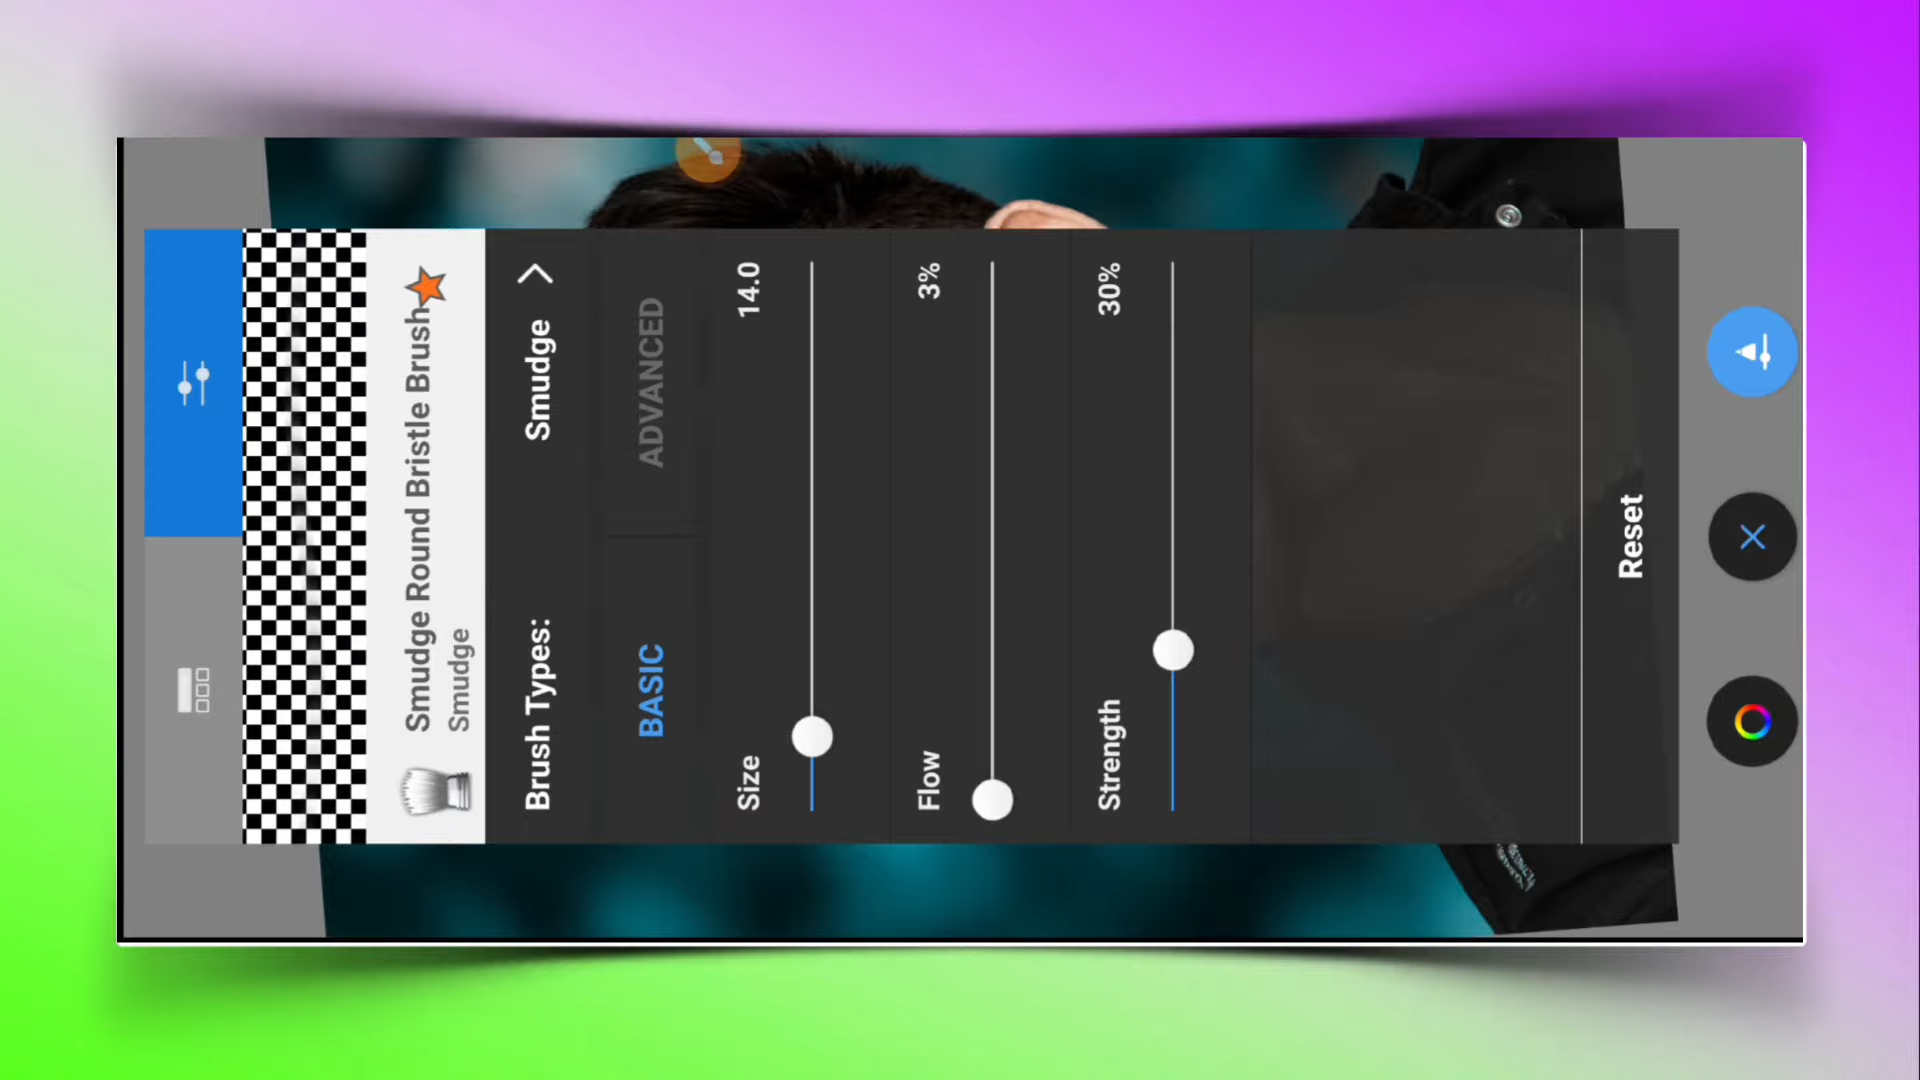 Smudge Round Bristle Brush
Smudge
Brush Types: Smudge
BASIC ADVANCED
Size 14.0
Flow 3%
Strength 30%
Reset